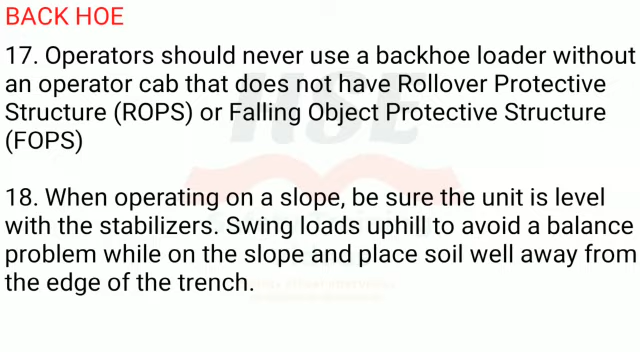 BACK HOE
17. Operators should never use a backhoe loader without
an operator cab that does not have Rollover Protective
Structure (ROPS) or Falling Object Protective Structure
(FOPS)
18. When operating on a slope, be sure the unit is level
with the stabilizers. Swing loads uphill to avoid a balance
problem while on the slope and place soil well away from
the edge of the trench.
HSE